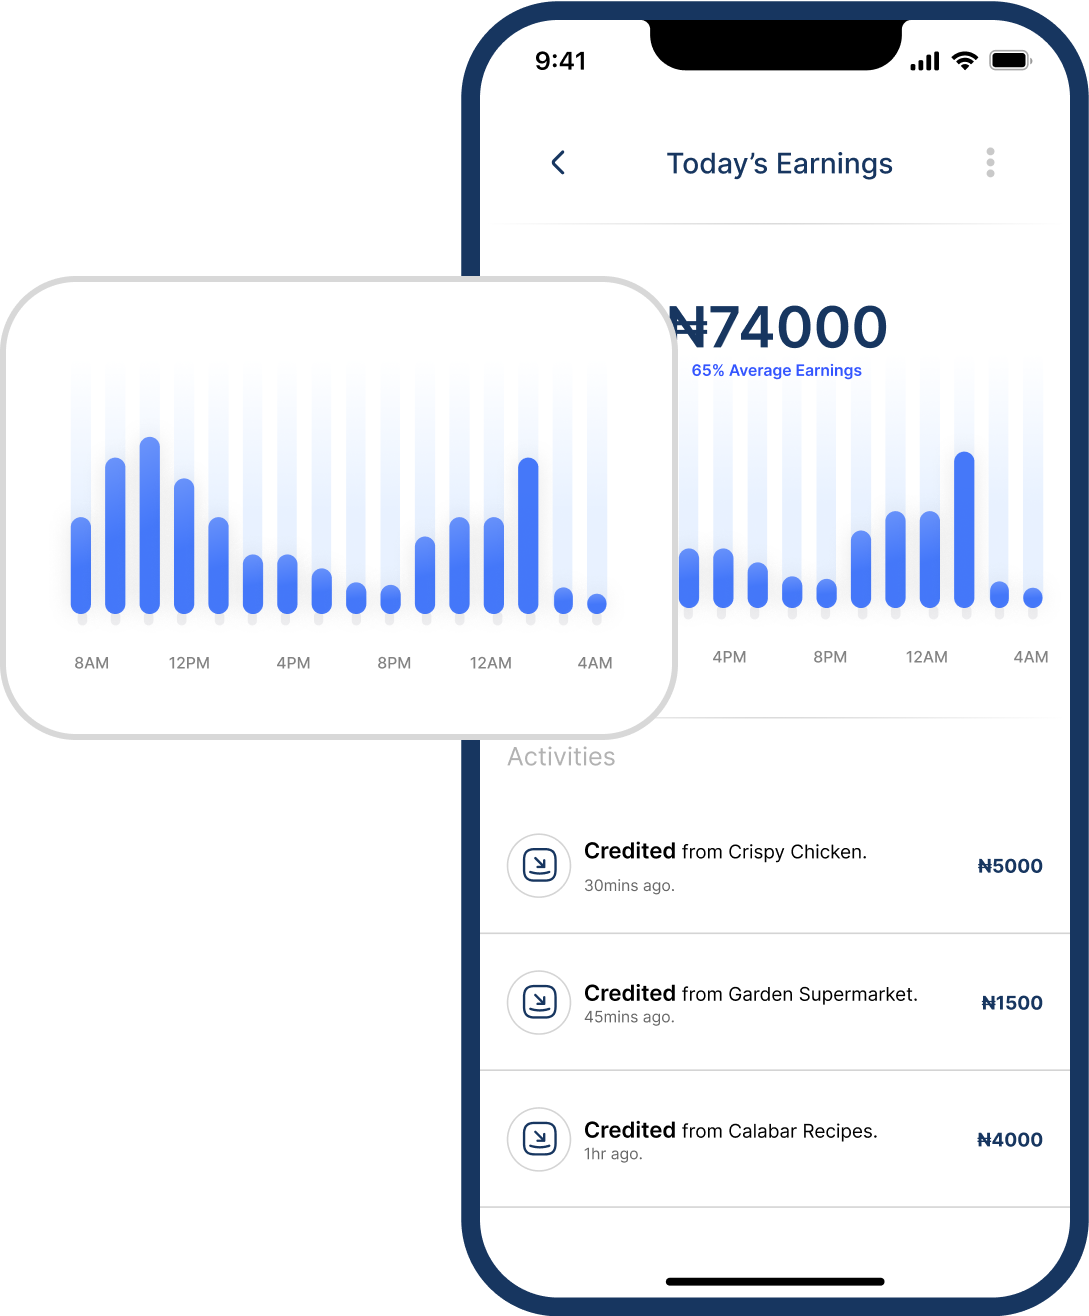 9:41
Today’s Earnings
₦74000
65% Average Earnings
8AM 12PM 4PM 8PM 12AM 4AM
4PM 8PM 12AM 4AM
Activities
Credited from Crispy Chicken.
30mins ago.
₦5000
Credited from Garden Supermarket.
45mins ago.
₦1500
Credited from Calabar Recipes.
1hr ago.
₦4000